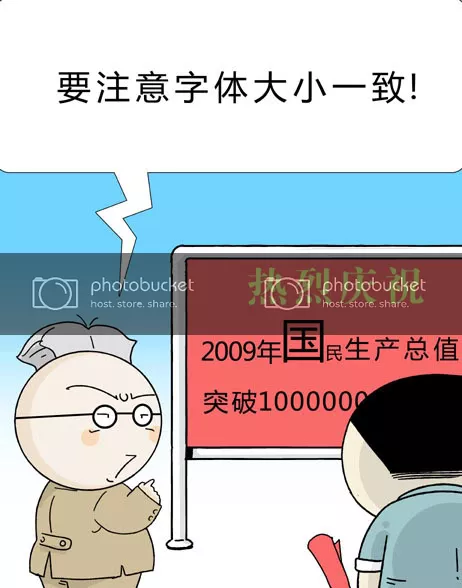 要注意字体大小一致!
photobucket photobucket
host. store. share. host. store. share.
热烈庆祝
2009年国民生产总值
突破1000000